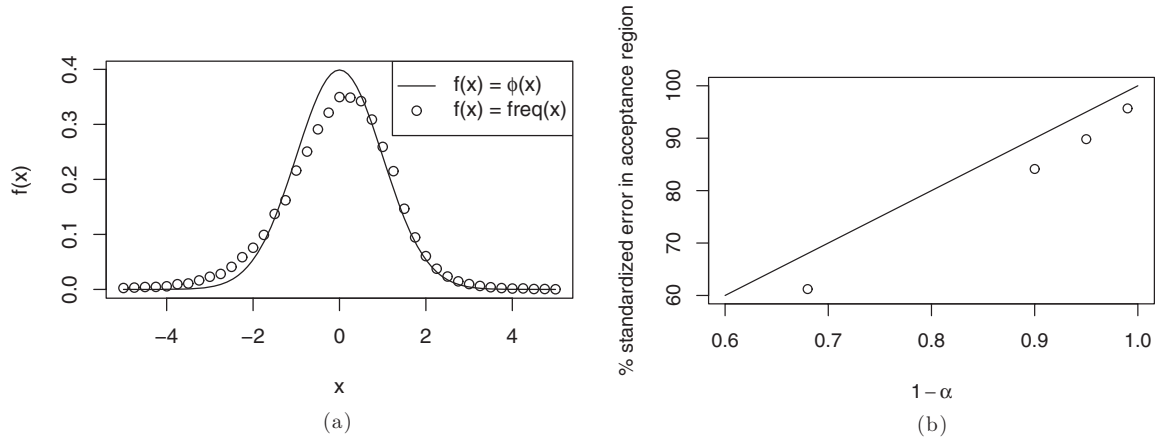 f(x) = ϕ(x)
f(x) = freq(x)
0.4
0.3
0.2
0.1
0.0
f(x)
−4
−2
0
2
4
x
(a)
% standardized error in acceptance region
100
90
80
70
60
0.6
0.7
0.8
0.9
1.0
1 − α
(b)